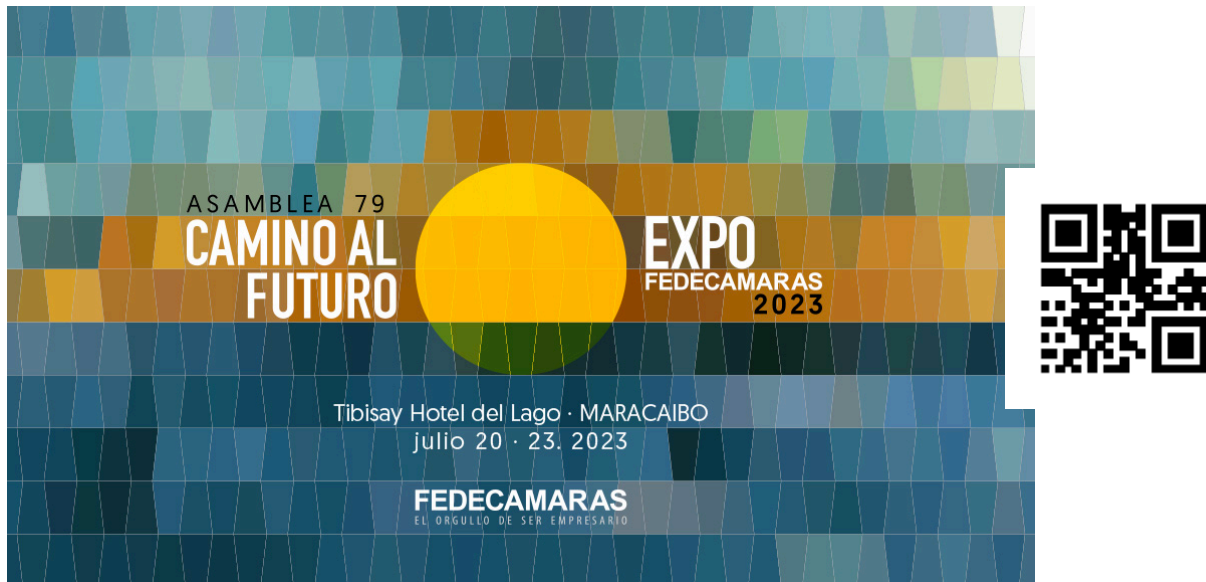 ASAMBLEA 79
CAMINO AL
FUTURO
EXPO
FEDECAMARAS
2023
Tibisay Hotel del Lago · MARACAIBO
julio 20 · 23. 2023
FEDECAMARAS
EL ORGULLO DE SER EMPRESARIO